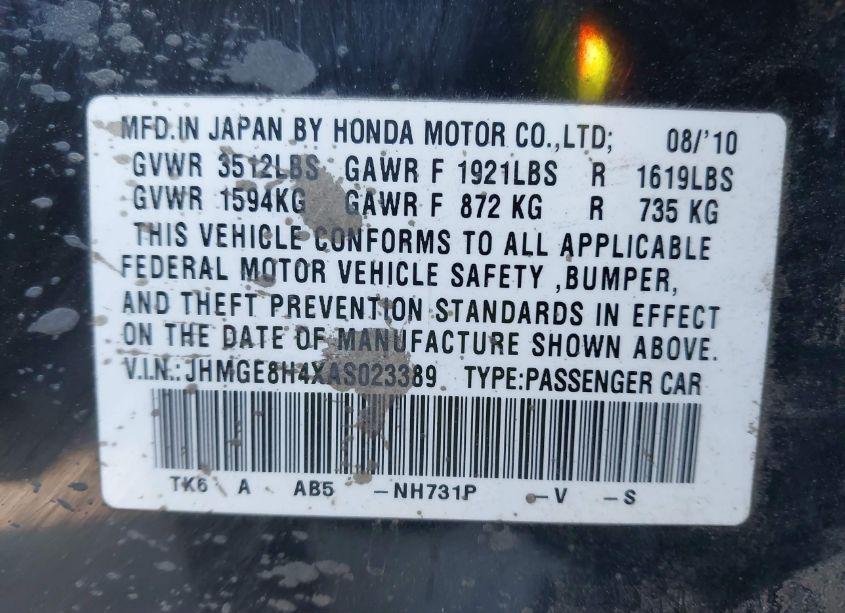 MFD.IN JAPAN BY HONDA MOTOR CO.,LTD; 08/'10
GVWR 3512LBS GAWR F 1921LBS R 1619LBS
GVWR 1594KG GAWR F 872 KG R 735 KG
THIS VEHICLE CONFORMS TO ALL APPLICABLE
FEDERAL MOTOR VEHICLE SAFETY ,BUMPER,
AND THEFT PREVENTION STANDARDS IN EFFECT
ON THE DATE OF MANUFACTURE SHOWN ABOVE.
V.I.N.: JHMGE8H4XAS023389 TYPE:PASSENGER CAR
TK6 A AB5 -NH731P -V -S